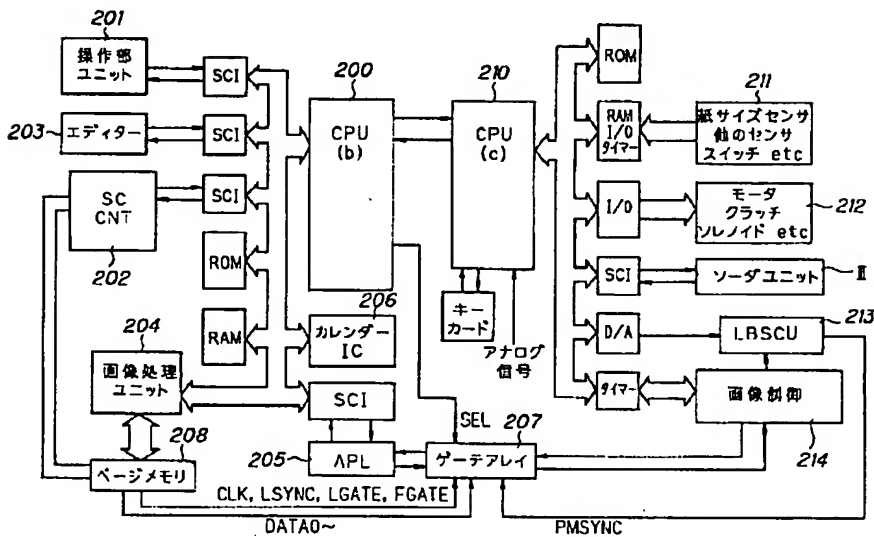 201
操作部
ユニット
SCI
203
エディター
SCI
SC
CNT
202
SCI
ROM
RAM
204
画像処理
ユニット
208
ページメモリ
200
CPU
(b)
206
カレンダー
IC
SCI
205
APL
SEL
207
ゲーテアレイ
CLK, LSYNC, LGATE, FGATE
DATA0~
PMSYNC
210
CPU
(c)
キー
カード
アナログ
信号
ROM
RAM
I/O
タイマー
211
紙サイズセンサ
他のセンサ
スイッチ etc
I/O
モータ
クラッチ
ソレノイド etc
212
SCI
ソーダユニット
Ⅲ
D/A
LBSCU
213
タイマー
画像制御
214